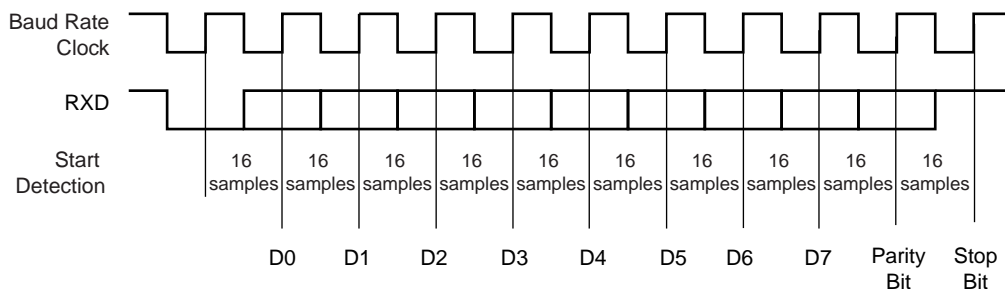 Baud Rate
Clock
RXD
Start
Detection
16
samples
16
samples
16
samples
16
samples
16
samples
16
samples
16
samples
16
samples
16
samples
16
samples
D0
D1
D2
D3
D4
D5
D6
D7
Parity
Bit
Stop
Bit